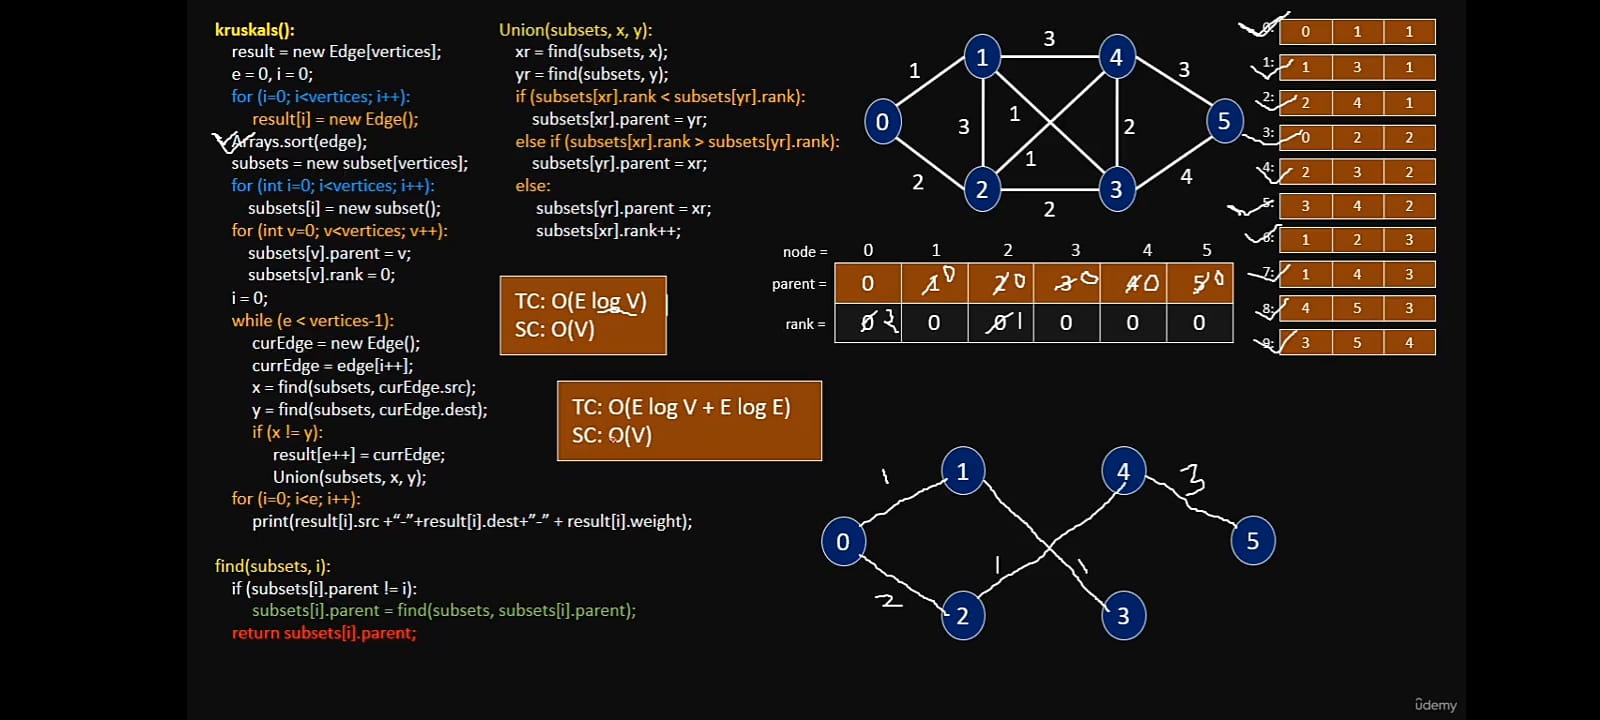 kruskals():
result = new Edge[vertices];
e = 0, i = 0;
for (i=0; i<vertices; i++):
result[i] = new Edge();
Arrays.sort(edge);
subsets = new subset[vertices];
for (int i=0; i<vertices; i++):
subsets[i] = new subset();
for (int v=0; v<vertices; v++):
subsets[v].parent = v;
subsets[v].rank = 0;
i = 0;
while (e < vertices-1):
curEdge = new Edge();
currEdge = edge[i++];
x = find(subsets, curEdge.src);
y = find(subsets, curEdge.dest);
if (x != y):
result[e++] = currEdge;
Union(subsets, x, y);
for (i=0; i<e; i++):
print(result[i].src +“-”+result[i].dest+”-” + result[i].weight);
find(subsets, i):
if (subsets[i].parent != i):
subsets[i].parent = find(subsets, subsets[i].parent);
return subsets[i].parent;
Union(subsets, x, y):
xr = find(subsets, x);
yr = find(subsets, y);
if (subsets[xr].rank < subsets[yr].rank):
subsets[xr].parent = yr;
else if (subsets[xr].rank > subsets[yr].rank):
subsets[yr].parent = xr;
else:
subsets[yr].parent = xr;
subsets[xr].rank++;
TC: O(E log V)
SC: O(V)
TC: O(E log V + E log E)
SC: O(V)
3
1 4
1 3
0 3 1 2 5
1
2 4
2 3
2
node = 0 1 2 3 4 5
parent = 0 1 0 2 0 3 0 4 0 5 0
rank = 0 0 0 1 0 0 0
0: 0 1 1
1: 1 3 1
2: 2 4 1
3: 0 2 2
4: 2 3 2
5: 3 4 2
6: 1 2 3
7: 1 4 3
8: 4 5 3
9: 3 5 4
1 4
1 3
0 5
1 1
2
2 3
udemy